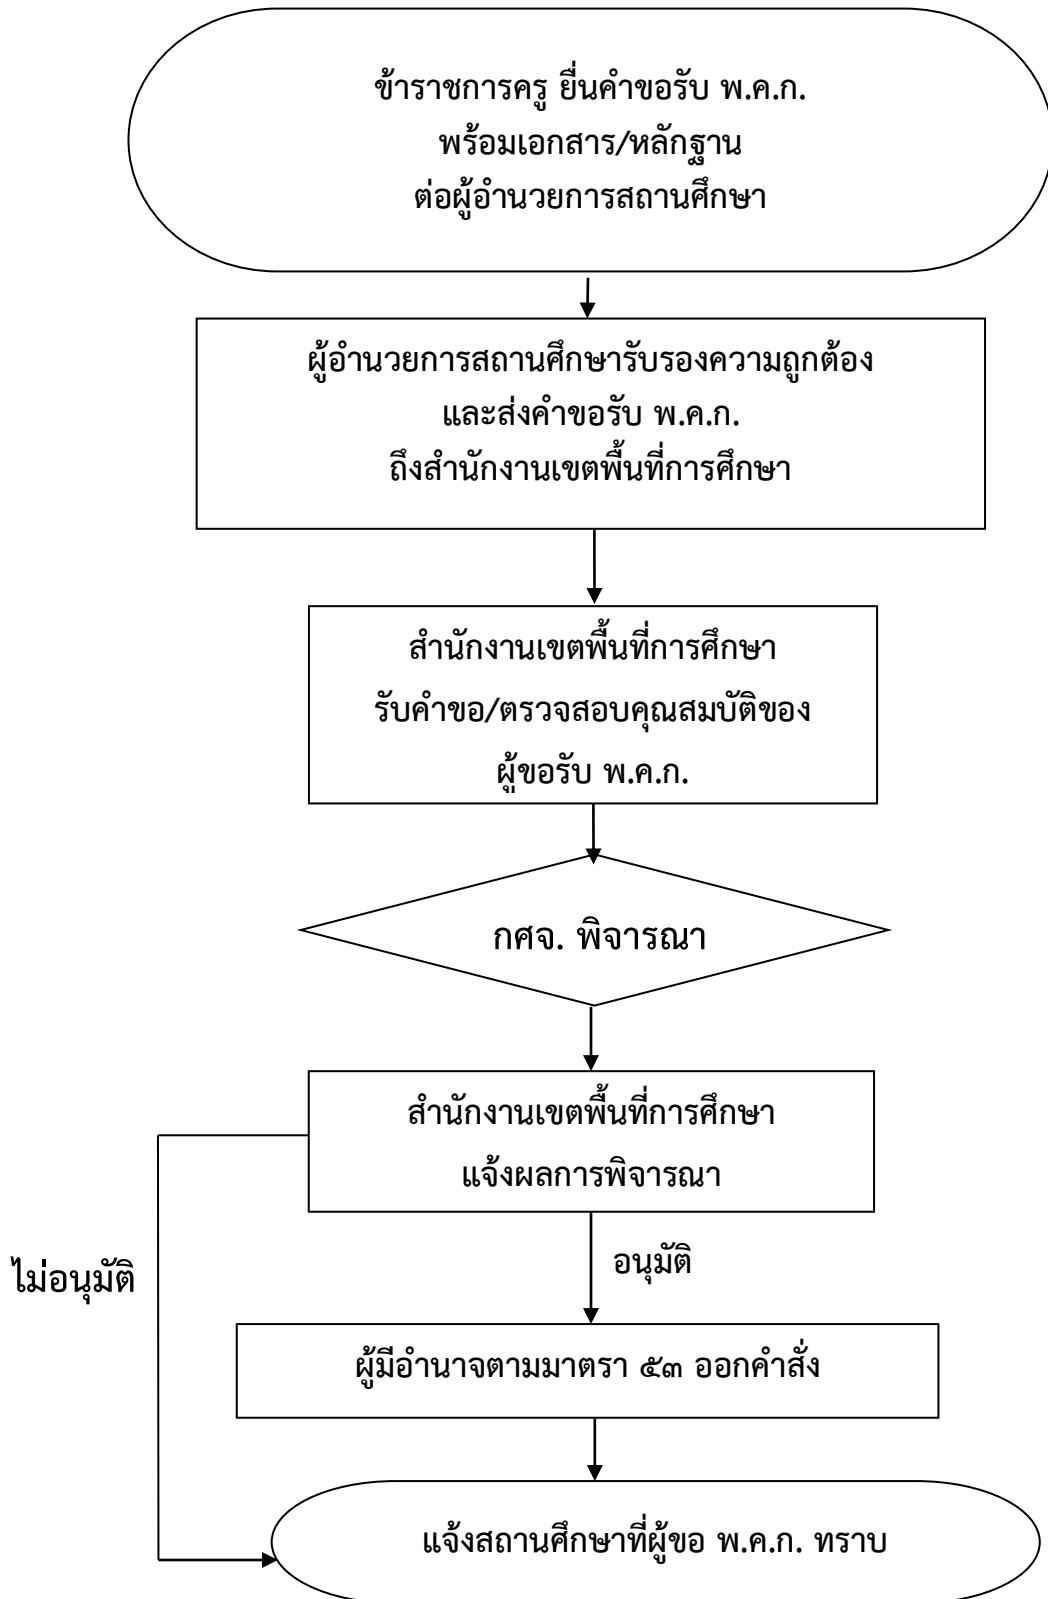 ข้าราชการครู ยื่นคำขอรับ พ.ค.ก.
พร้อมเอกสาร/หลักฐาน
ต่อผู้อำนวยการสถานศึกษา
ผู้อำนวยการสถานศึกษารับรองความถูกต้อง
และส่งคำขอรับ พ.ค.ก.
ถึงสำนักงานเขตพื้นที่การศึกษา
สำนักงานเขตพื้นที่การศึกษา
รับคำขอ/ตรวจสอบคุณสมบัติของ
ผู้ขอรับ พ.ค.ก.
กศจ. พิจารณา
สำนักงานเขตพื้นที่การศึกษา
แจ้งผลการพิจารณา
อนุมัติ
ไม่อนุมัติ
ผู้มีอำนาจตามมาตรา ๕๓ ออกคำสั่ง
แจ้งสถานศึกษาที่ผู้ขอ พ.ค.ก. ทราบ